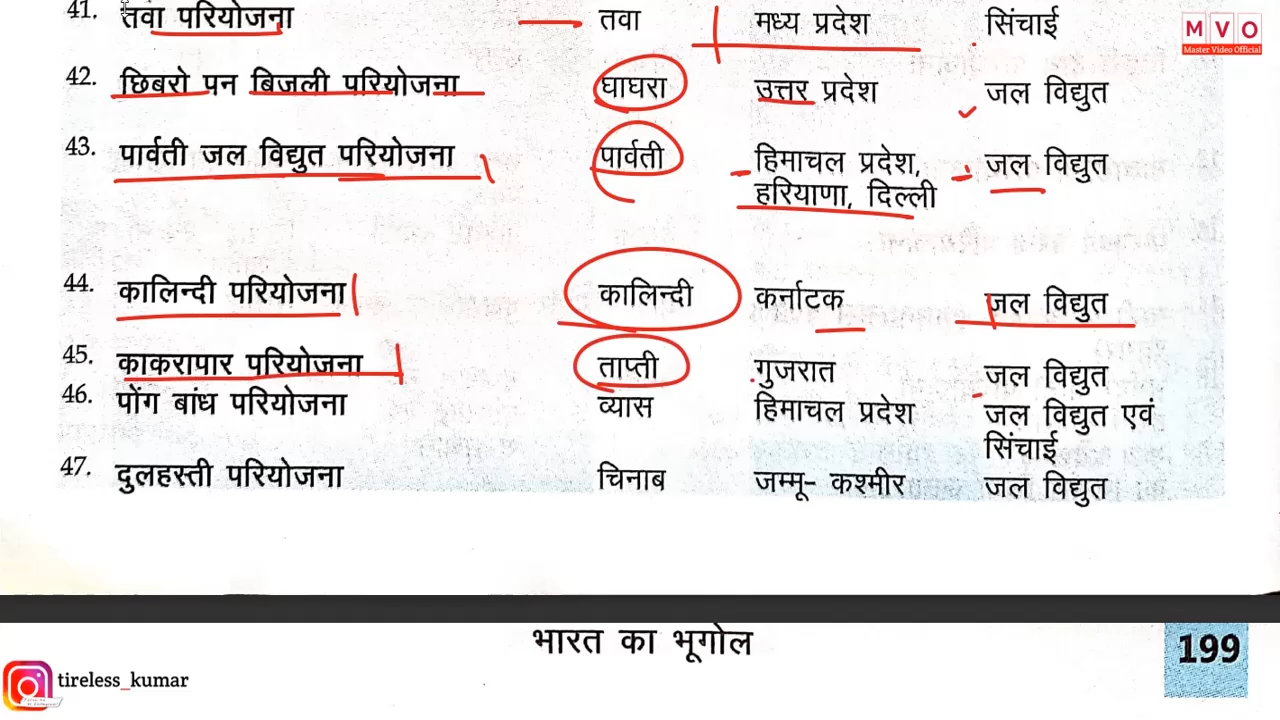 41. तवा परियोजना तवा मध्य प्रदेश सिंचाई
MVO
Master Video Official
42. छिबरो पन बिजली परियोजना घाघरा उत्तर प्रदेश जल विद्युत
43. पार्वती जल विद्युत परियोजना पार्वती हिमाचल प्रदेश, जल विद्युत
हरियाणा, दिल्ली
44. कालिन्दी परियोजना कालिन्दी कर्नाटक जल विद्युत
45. काकरापार परियोजना ताप्ती गुजरात जल विद्युत
46. पोंग बांध परियोजना व्यास हिमाचल प्रदेश जल विद्युत एवं
सिंचाई
47. दुलहस्ती परियोजना चिनाब जम्मू- कश्मीर जल विद्युत
भारत का भूगोल 199
tireless_kumar